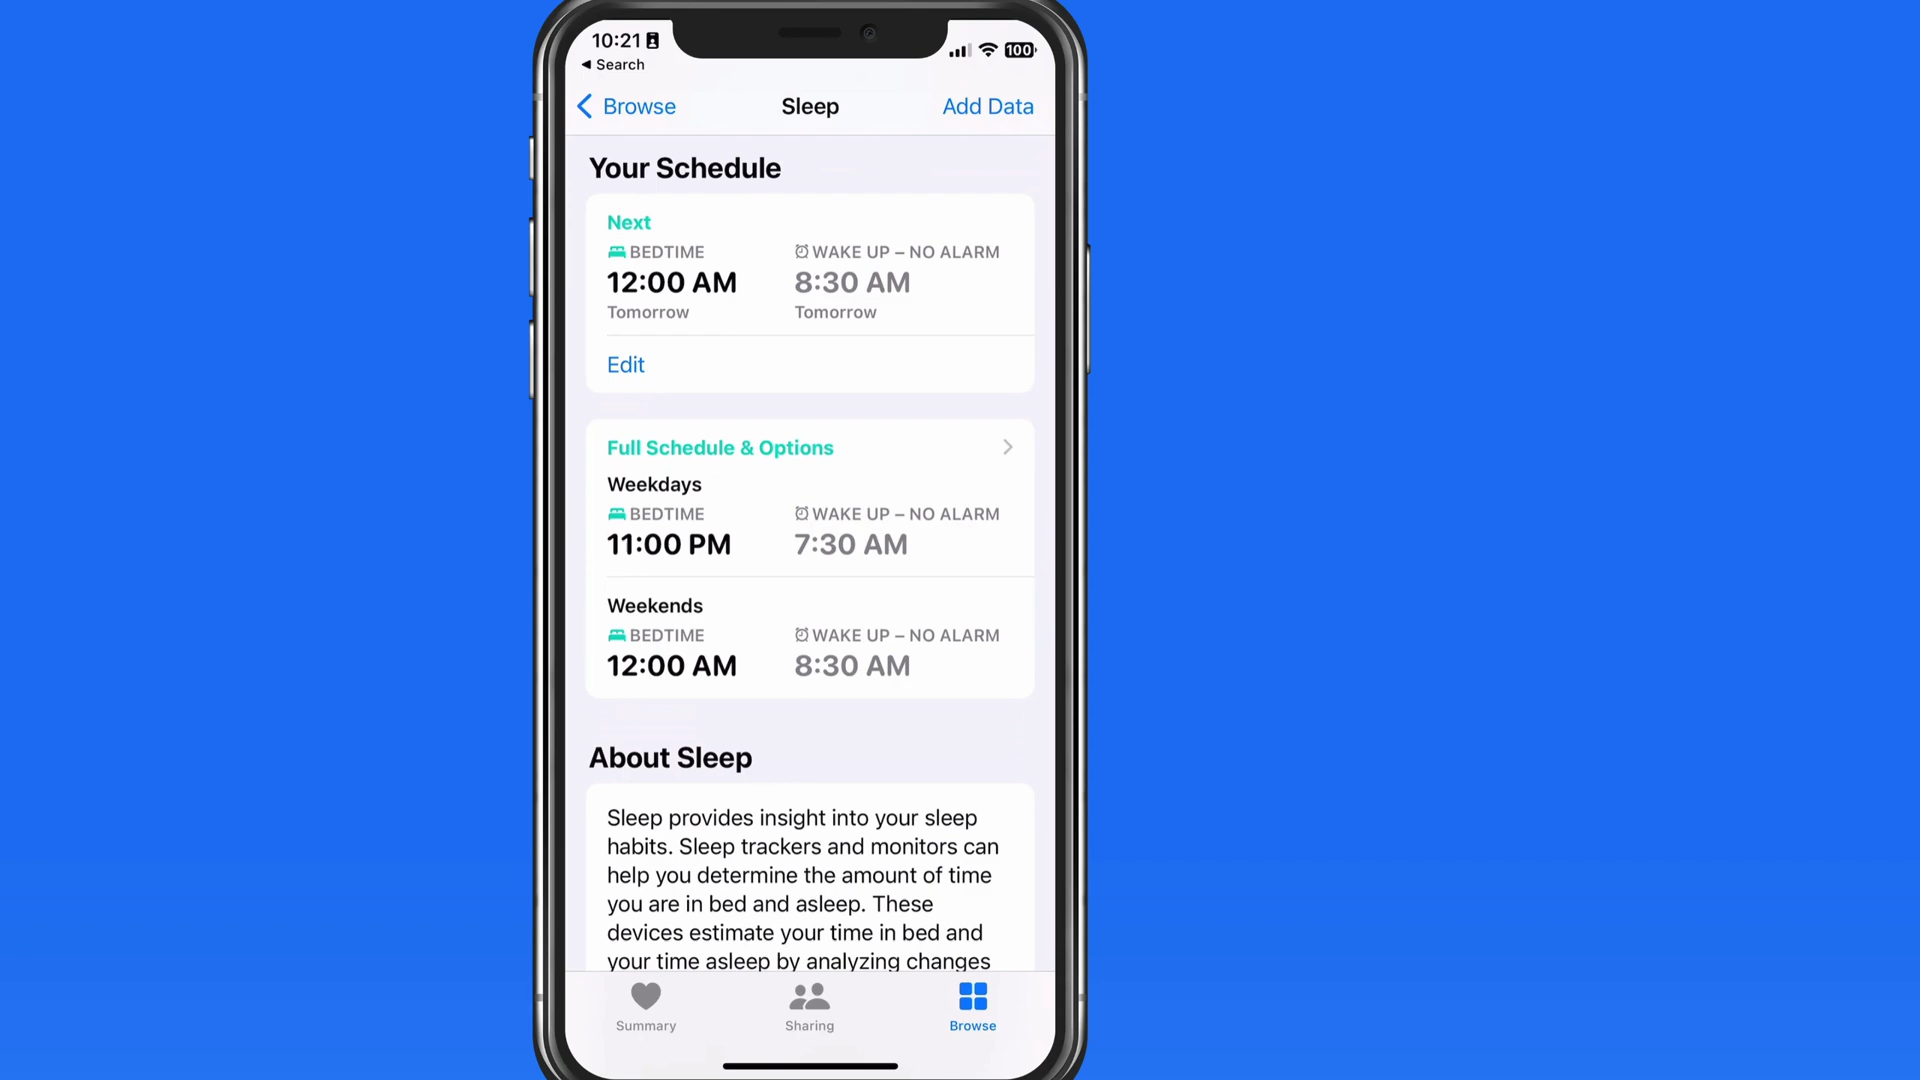 10:21
100
◀ Search
Browse
Sleep
Add Data
Your Schedule
Next
BEDTIME
WAKE UP – NO ALARM
12:00 AM
8:30 AM
Tomorrow
Tomorrow
Edit
Full Schedule & Options
Weekdays
BEDTIME
WAKE UP – NO ALARM
11:00 PM
7:30 AM
Weekends
BEDTIME
WAKE UP – NO ALARM
12:00 AM
8:30 AM
About Sleep
Sleep provides insight into your sleep
habits. Sleep trackers and monitors can
help you determine the amount of time
you are in bed and asleep. These
devices estimate your time in bed and
your time asleep by analyzing changes
Summary
Sharing
Browse